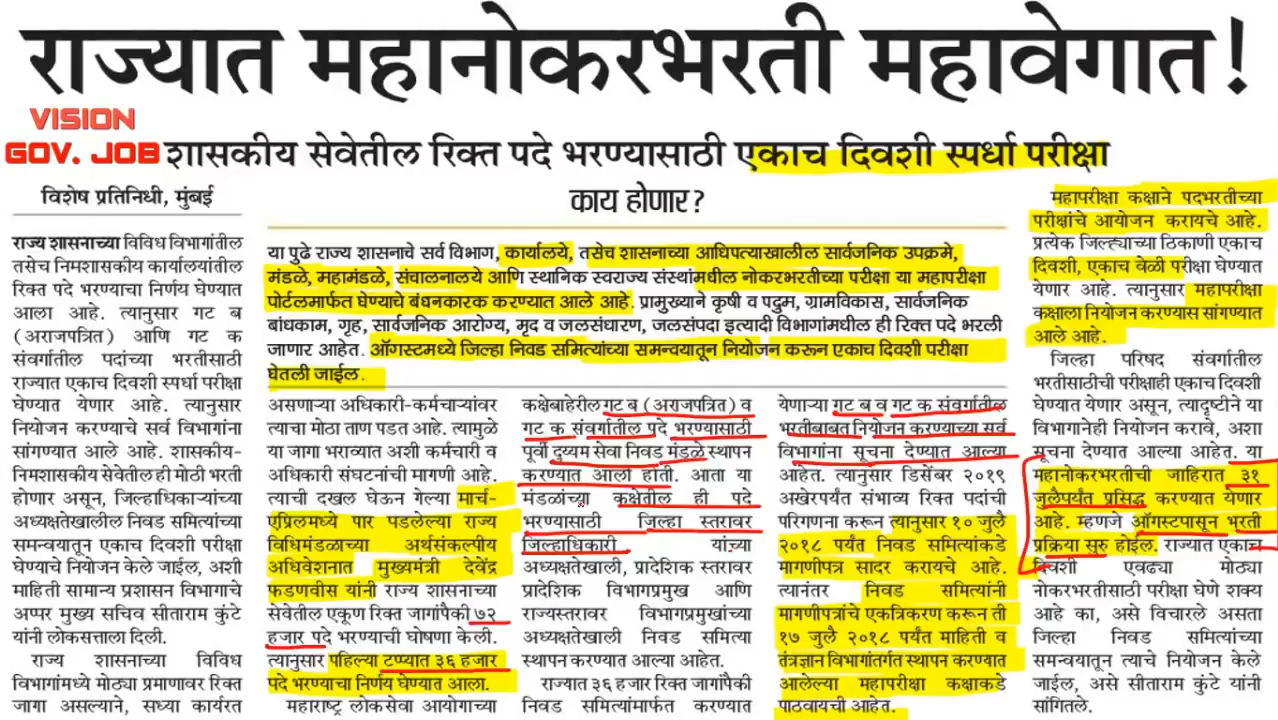 राज्यात महानोकरभरती महावेगात!
VISION
GOV. JOB
शासकीय सेवेतील रिक्त पदे भरण्यासाठी एकाच दिवशी स्पर्धा परीक्षा
विशेष प्रतिनिधी, मुंबई
राज्य शासनाच्या विविध विभागांतील
तसेच निमशासकीय कार्यालयांतील
रिक्त पदे भरण्याचा निर्णय घेण्यात
आला आहे. त्यानुसार गट ब
(अराजपत्रित) आणि गट क
संवर्गातील पदांच्या भरतीसाठी
राज्यात एकाच दिवशी स्पर्धा परीक्षा
घेण्यात येणार आहे. त्यानुसार
नियोजन करण्याचे सर्व विभागांना
सांगण्यात आले आहे. शासकीय-
निमशासकीय सेवेतील ही मोठी भरती
होणार असून, जिल्हाधिकाऱ्यांच्या
अध्यक्षतेखालील निवड समित्यांच्या
समन्वयातून एकाच दिवशी परीक्षा
घेण्याचे नियोजन केले जाईल, अशी
माहिती सामान्य प्रशासन विभागाचे
अप्पर मुख्य सचिव सीताराम कुंटे
यांनी लोकसत्ताला दिली.
राज्य शासनाच्या विविध
विभागांमध्ये मोठ्या प्रमाणावर रिक्त
जागा असल्याने, सध्या कार्यरत
काय होणार?
या पुढे राज्य शासनाचे सर्व विभाग, कार्यालये, तसेच शासनाच्या आधिपत्याखालील सार्वजनिक उपक्रमे,
मंडळे, महामंडळे, संचालनालये आणि स्थानिक स्वराज्य संस्थांमधील नोकरभरतीच्या परीक्षा या महापरीक्षा
पोर्टलमार्फत घेण्याचे बंधनकारक करण्यात आले आहे. प्रामुख्याने कृषी व पदुम, ग्रामविकास, सार्वजनिक
बांधकाम, गृह, सार्वजनिक आरोग्य, मृद व जलसंधारण, जलसंपदा इत्यादी विभागांमधील ही रिक्त पदे भरली
जाणार आहेत. ऑगस्टमध्ये जिल्हा निवड समित्यांच्या समन्वयातून नियोजन करून एकाच दिवशी परीक्षा
घेतली जाईल.
असणाऱ्या अधिकारी-कर्मचाऱ्यांवर
त्याचा मोठा ताण पडत आहे. त्यामुळे
या जागा भराव्यात अशी कर्मचारी व
अधिकारी संघटनांची मागणी आहे.
त्याची दखल घेऊन गेल्या मार्च-
एप्रिलमध्ये पार पडलेल्या राज्य
विधिमंडळाच्या अर्थसंकल्पीय
अधिवेशनात मुख्यमंत्री देवेंद्र
फडणवीस यांनी राज्य शासनाच्या
सेवेतील एकूण रिक्त जागांपैकी ७२
हजार पदे भरण्याची घोषणा केली.
त्यानुसार पहिल्या टप्प्यात ३६ हजार
पदे भरण्याचा निर्णय घेण्यात आला.
महाराष्ट्र लोकसेवा आयोगाच्या
कक्षेबाहेरील गट ब (अराजपत्रित) व
गट क संवर्गातील पदे भरण्यासाठी
पूर्वी दुय्यम सेवा निवड मंडळे स्थापन
करण्यात आली होती. आता या
मंडळांच्या कक्षेतील ही पदे
भरण्यासाठी जिल्हा स्तरावर
जिल्हाधिकारी यांच्या
अध्यक्षतेखाली, प्रादेशिक स्तरावर
प्रादेशिक विभागप्रमुख आणि
राज्यस्तरावर विभागप्रमुखांच्या
अध्यक्षतेखाली निवड समित्या
स्थापन करण्यात आल्या आहेत.
राज्यात ३६ हजार रिक्त जागांपैकी
निवड समित्यांमार्फत करण्यात
येणाऱ्या गट ब व गट क संवर्गातील
भरतीबाबत नियोजन करण्याच्या सर्व
विभागांना सूचना देण्यात आल्या
आहेत. त्यानुसार डिसेंबर २०१९
अखेरपर्यंत संभाव्य रिक्त पदांची
परिगणना करून त्यानुसार १० जुलै
२०१८ पर्यंत निवड समित्यांकडे
मागणीपत्र सादर करायचे आहे.
त्यानंतर निवड समित्यांनी
मागणीपत्रांचे एकत्रिकरण करून ती
१७ जुलै २०१८ पर्यंत माहिती व
तंत्रज्ञान विभागांतर्गत स्थापन करण्यात
आलेल्या महापरीक्षा कक्षाकडे
पाठवायची आहेत.
महापरीक्षा कक्षाने पदभरतीच्या
परीक्षांचे आयोजन करायचे आहे.
प्रत्येक जिल्ह्याच्या ठिकाणी एकाच
दिवशी, एकाच वेळी परीक्षा घेण्यात
येणार आहे. त्यानुसार महापरीक्षा
कक्षाला नियोजन करण्यास सांगण्यात
आले आहे.
जिल्हा परिषद संवर्गातील
भरतीसाठीची परीक्षाही एकाच दिवशी
घेण्यात येणार असून, त्यादृष्टीने या
विभागानेही नियोजन करावे, अशा
सूचना देण्यात आल्या आहेत. या
महानोकरभरतीची जाहिरात ३१
जुलैपर्यंत प्रसिद्ध करण्यात येणार
आहे. म्हणजे ऑगस्टपासून भरती
प्रक्रिया सुरु होईल. राज्यात एकाच
दिवशी एवढ्या मोठ्या
नोकरभरतीसाठी परीक्षा घेणे शक्य
आहे का, असे विचारले असता
जिल्हा निवड समित्यांच्या
समन्वयातून त्याचे नियोजन केले
जाईल, असे सीताराम कुंटे यांनी
सांगितले.